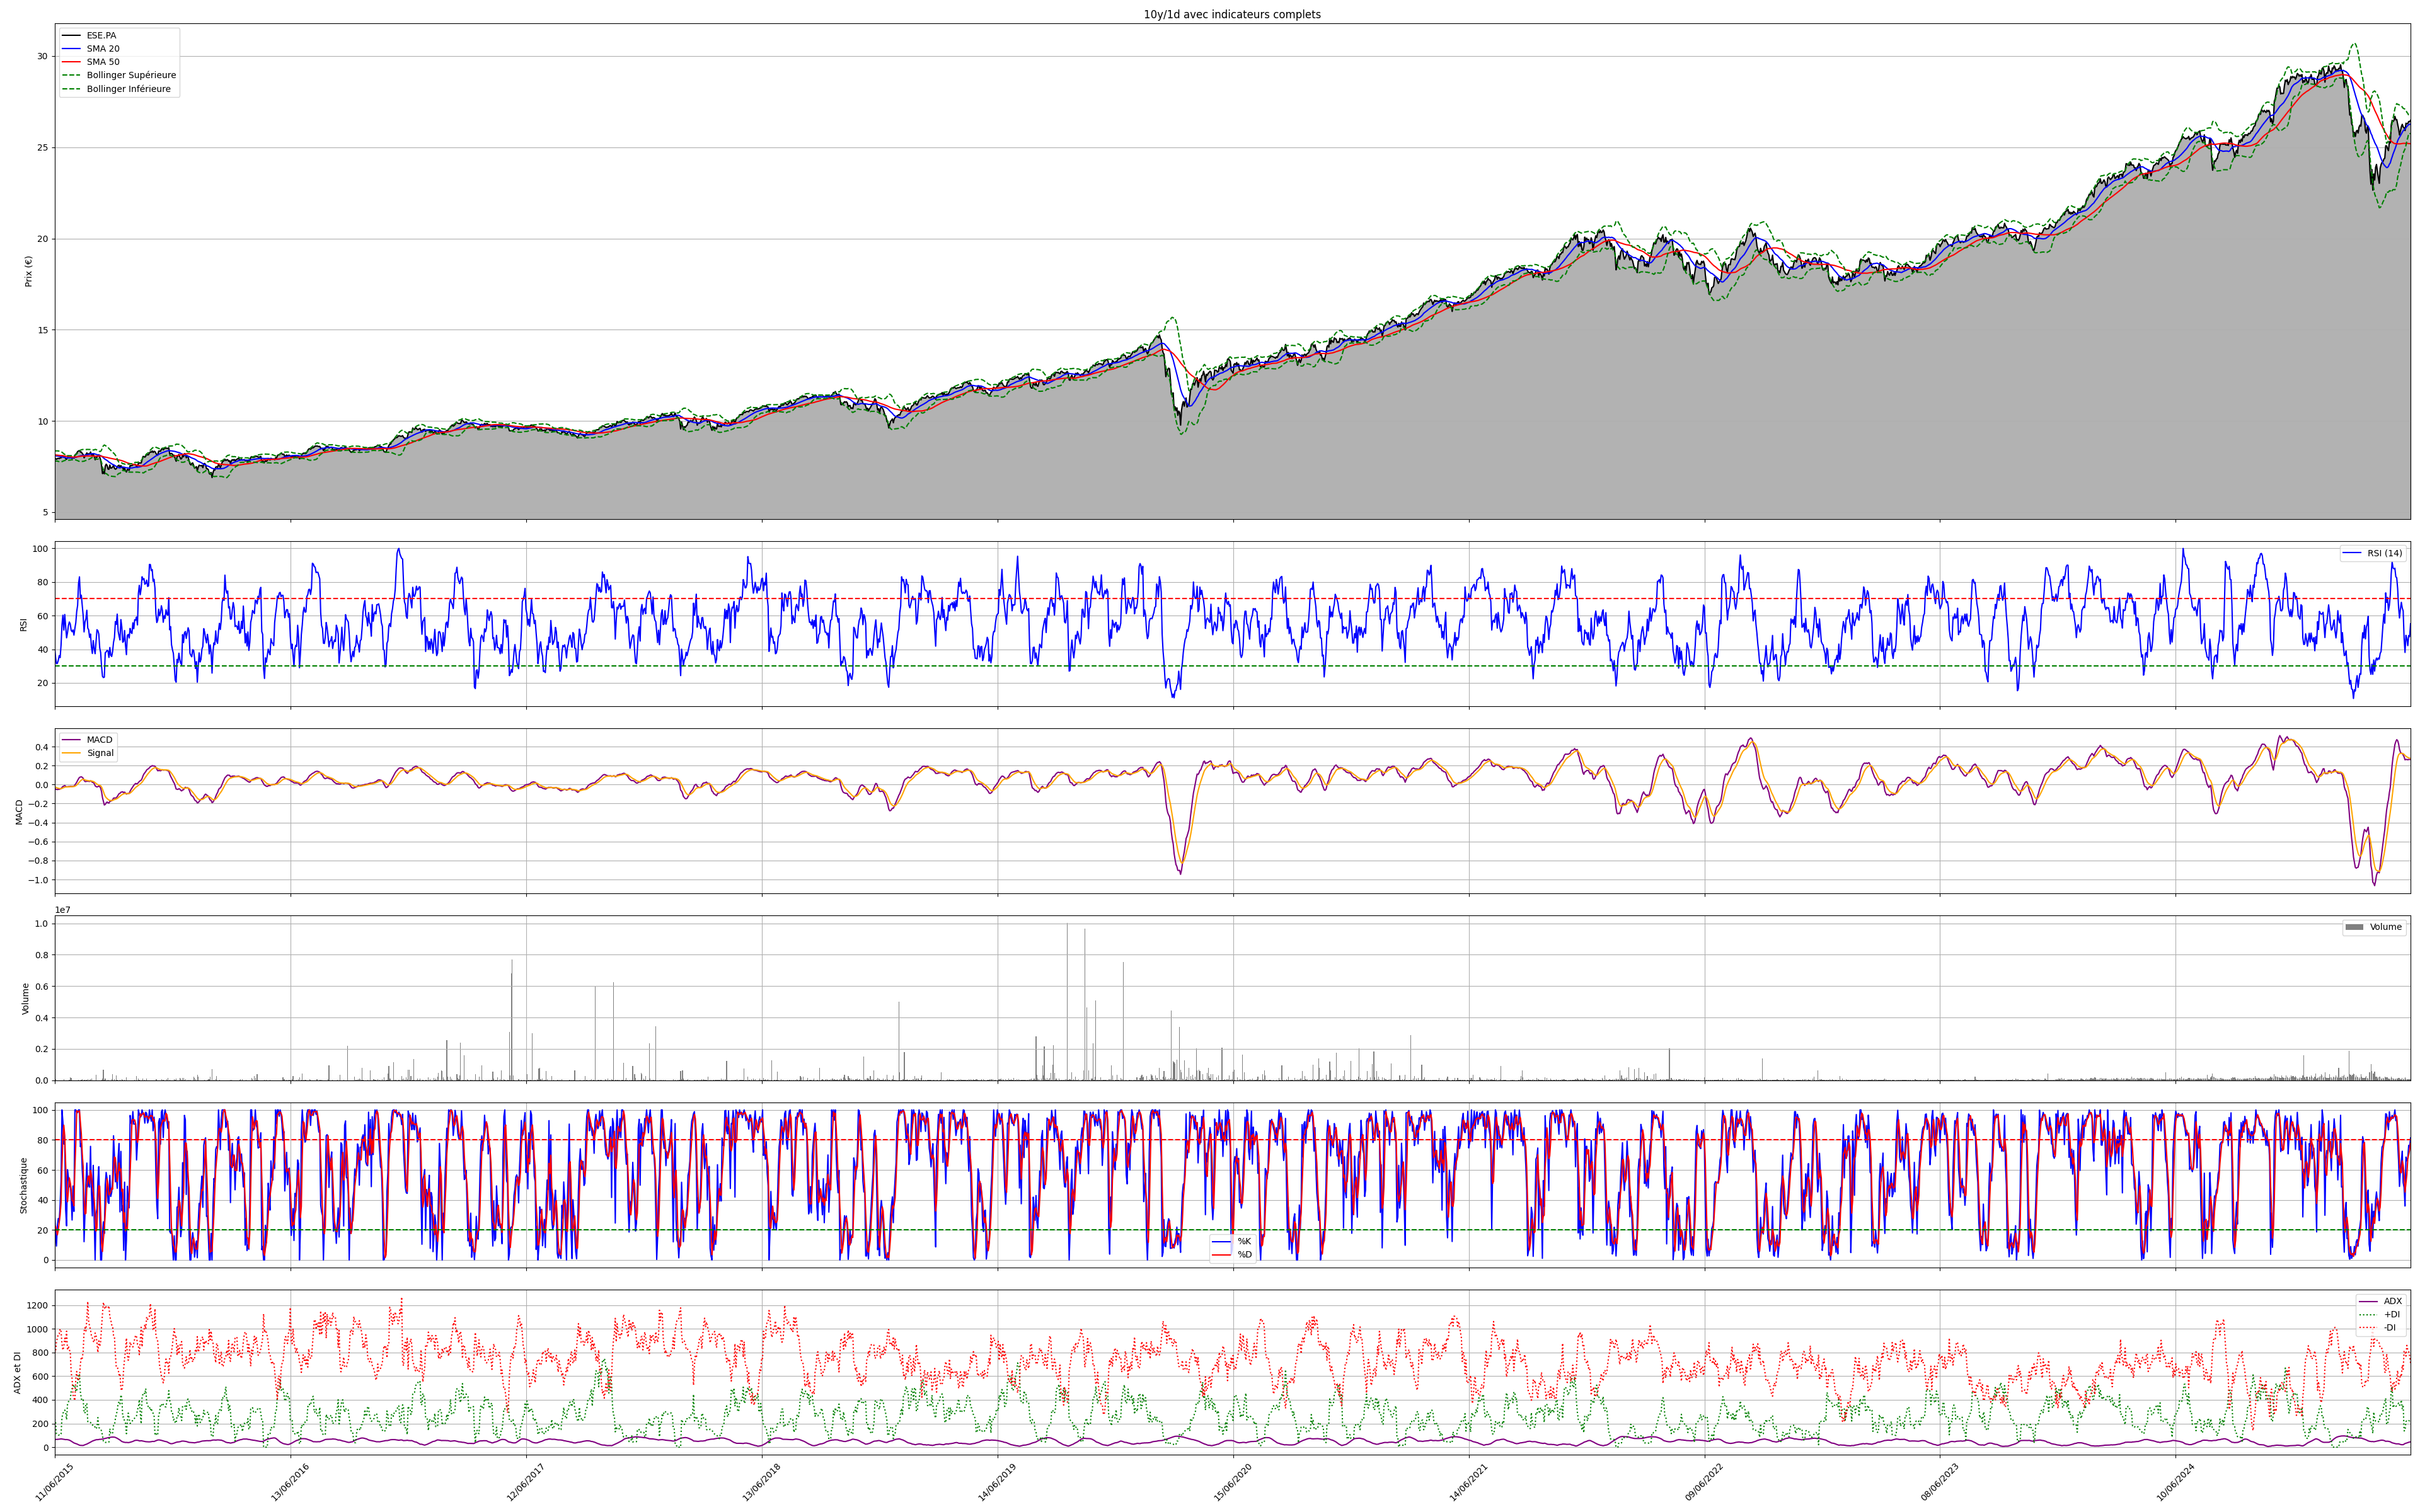 10y/1d avec indicateurs complets
ESE.PA
SMA 20
SMA 50
Bollinger Supérieure
Bollinger Inférieure
Prix (€)
30
25
20
15
10
5
RSI (14)
RSI
100
80
60
40
20
MACD
Signal
MACD
0.4
0.2
0.0
−0.2
−0.4
−0.6
−0.8
−1.0
1e7
Volume
Volume
1.0
0.8
0.6
0.4
0.2
0.0
Stochastique
100
80
60
40
20
0
%K
%D
ADX et DI
1200
1000
800
600
400
200
0
ADX
+DI
-DI
11/06/2015
13/06/2016
12/06/2017
13/06/2018
14/06/2019
15/06/2020
14/06/2021
09/06/2022
08/06/2023
10/06/2024